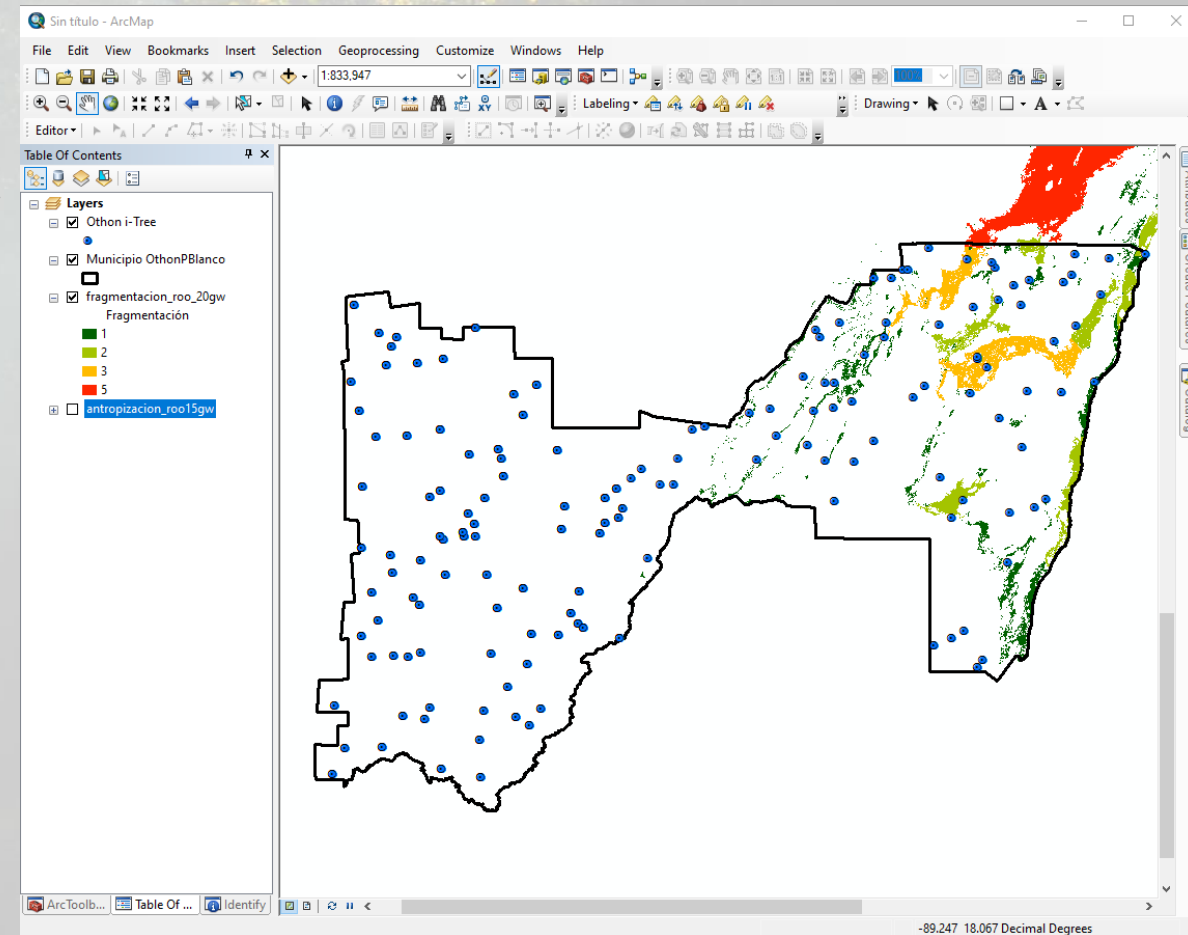 Sin título - ArcMap
File Edit View Bookmarks Insert Selection Geoprocessing Customize Windows Help
1:833,947
100%
Labeling
Drawing
A
Editor
Table Of Contents
Layers
Othon i-Tree
Municipio OthonPBlanco
fragmentacion_roo_20gw
Fragmentación
1
2
3
5
antropizacion_roo15gw
ArcToolb... Table Of ... Identify
-89.247 18.067 Decimal Degrees